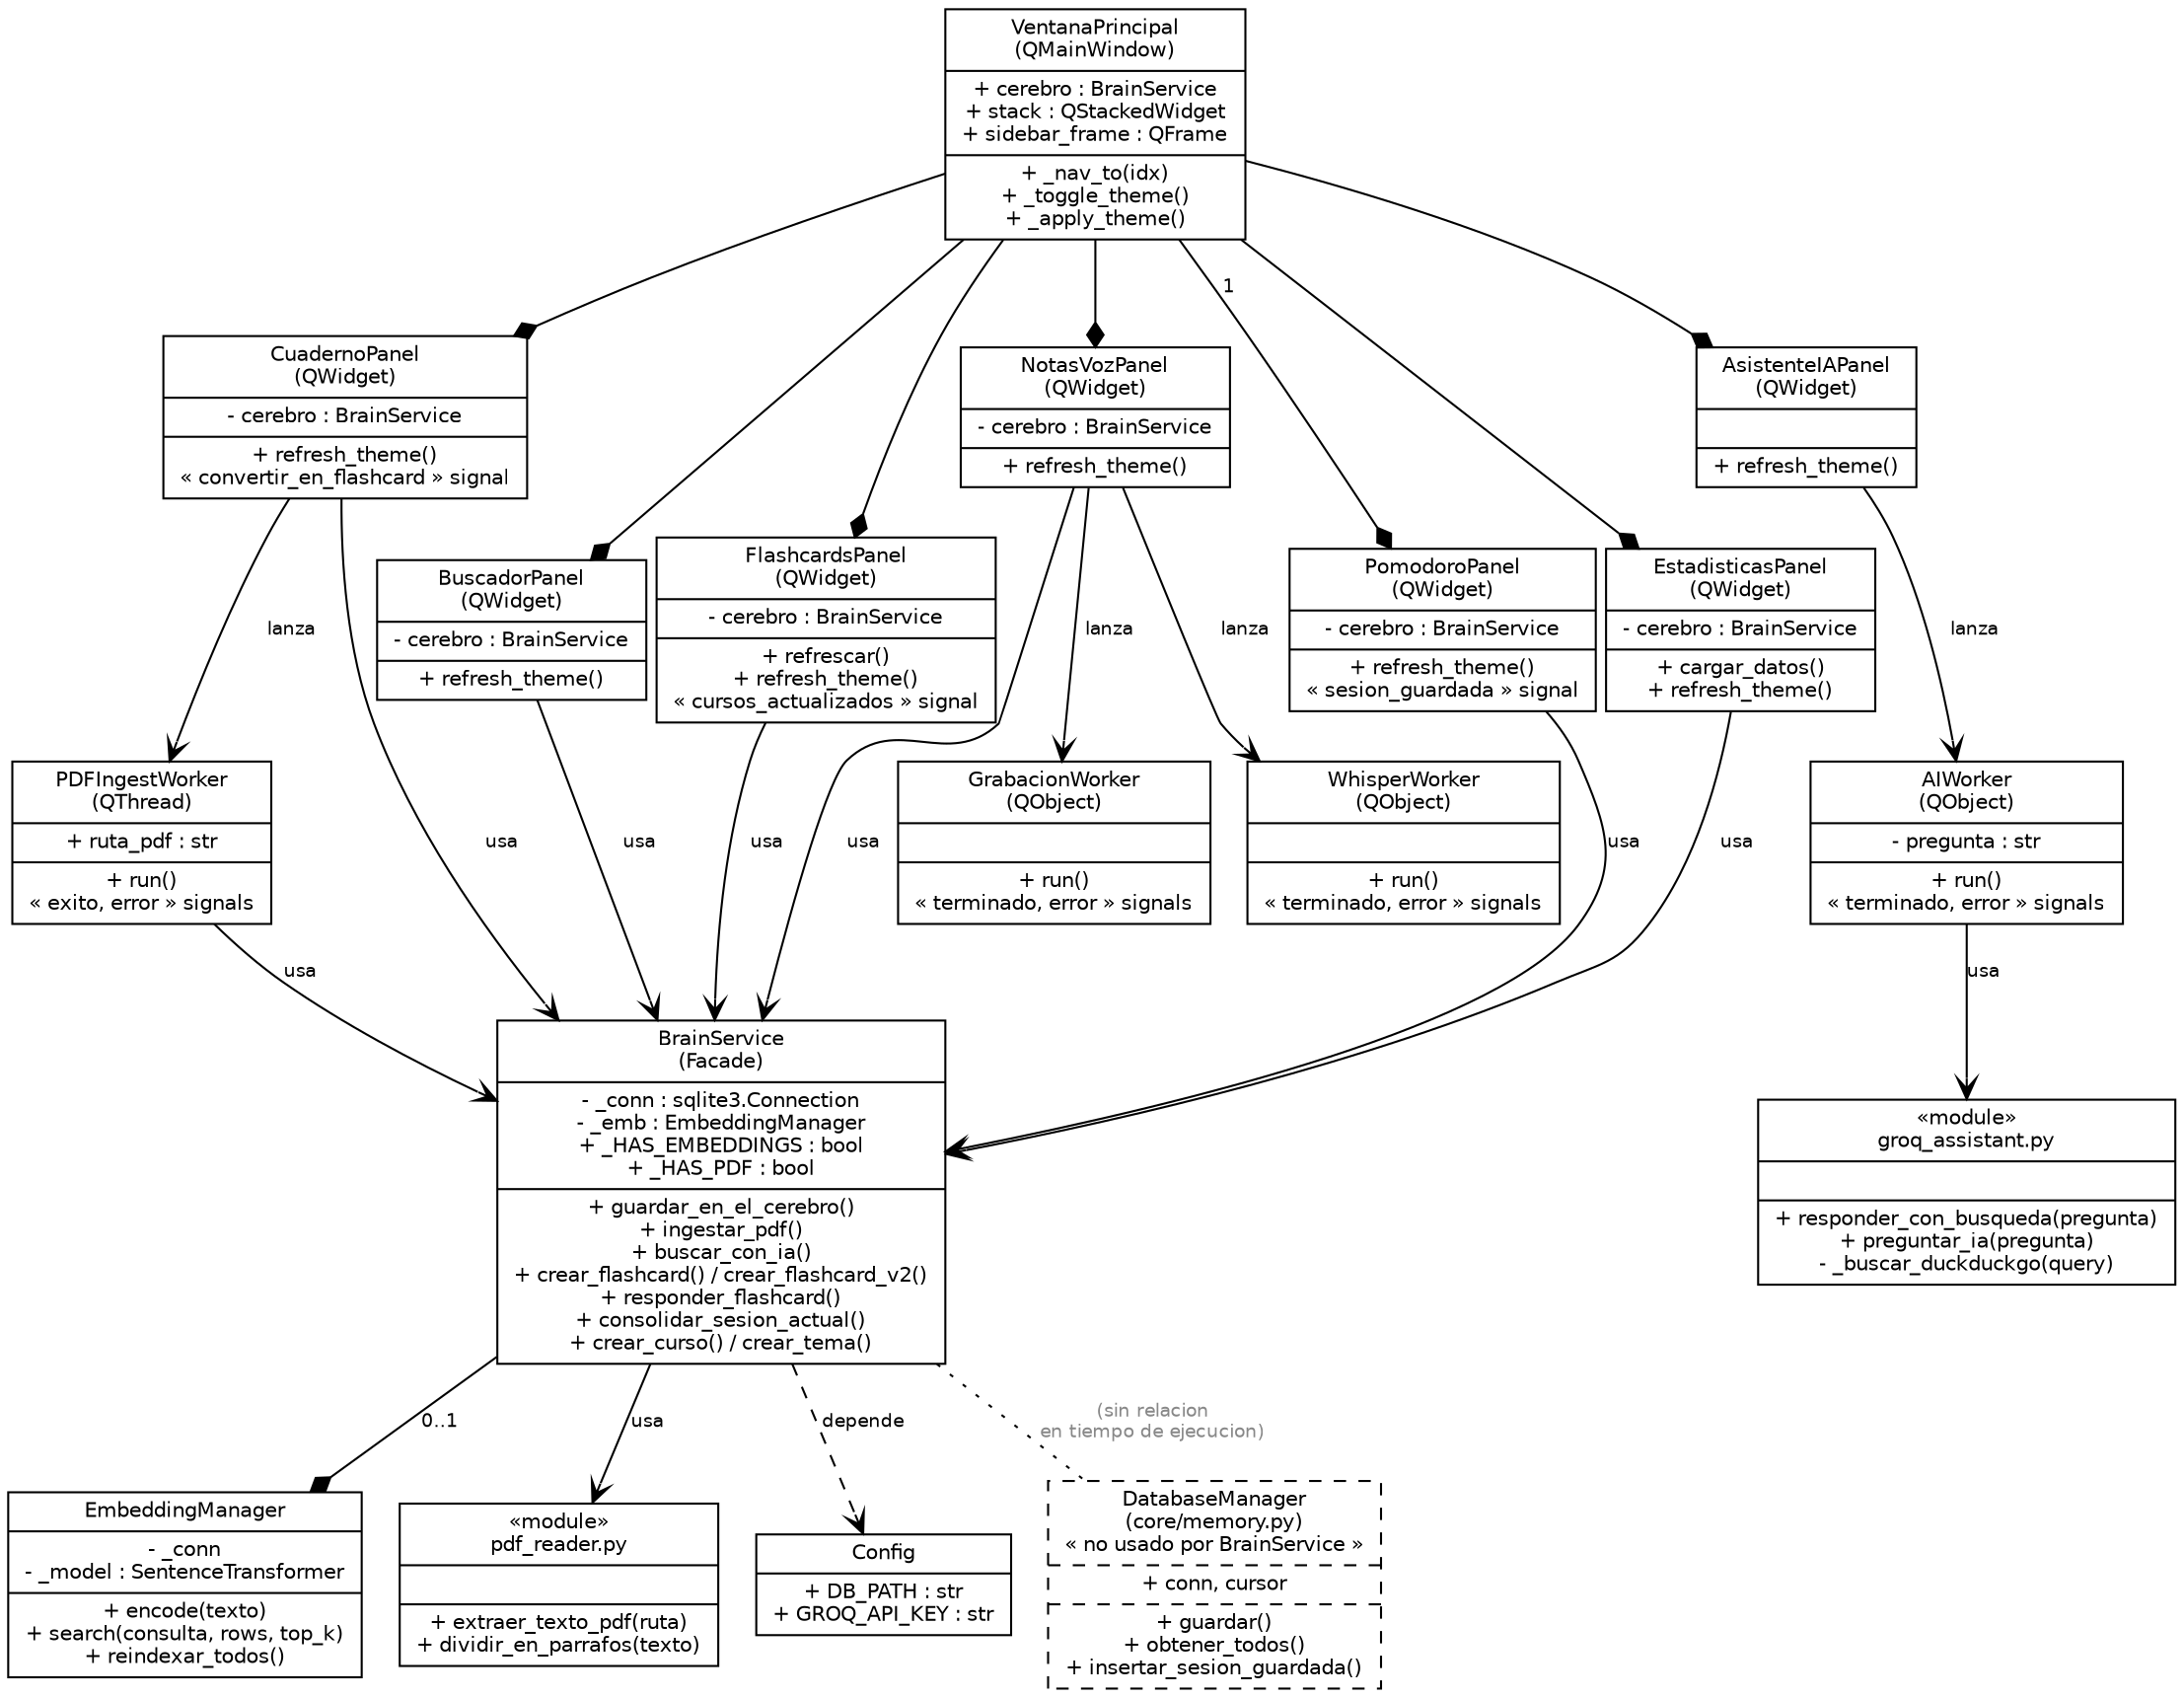 VentanaPrincipal
(QMainWindow)
+ cerebro : BrainService
+ stack : QStackedWidget
+ sidebar_frame : QFrame
+ _nav_to(idx)
+ _toggle_theme()
+ _apply_theme()
1
CuadernoPanel
(QWidget)
- cerebro : BrainService
+ refresh_theme()
« convertir_en_flashcard » signal
NotasVozPanel
(QWidget)
- cerebro : BrainService
+ refresh_theme()
AsistenteIAPanel
(QWidget)
+ refresh_theme()
BuscadorPanel
(QWidget)
- cerebro : BrainService
+ refresh_theme()
FlashcardsPanel
(QWidget)
- cerebro : BrainService
+ refrescar()
+ refresh_theme()
« cursos_actualizados » signal
PomodoroPanel
(QWidget)
- cerebro : BrainService
+ refresh_theme()
« sesion_guardada » signal
EstadisticasPanel
(QWidget)
- cerebro : BrainService
+ cargar_datos()
+ refresh_theme()
lanza
lanza
lanza
lanza
PDFIngestWorker
(QThread)
+ ruta_pdf : str
+ run()
« exito, error » signals
usa
usa
usa
usa
GrabacionWorker
(QObject)
+ run()
« terminado, error » signals
WhisperWorker
(QObject)
+ run()
« terminado, error » signals
usa
usa
AIWorker
(QObject)
- pregunta : str
+ run()
« terminado, error » signals
usa
usa
BrainService
(Facade)
- _conn : sqlite3.Connection
- _emb : EmbeddingManager
+ _HAS_EMBEDDINGS : bool
+ _HAS_PDF : bool
+ guardar_en_el_cerebro()
+ ingestar_pdf()
+ buscar_con_ia()
+ crear_flashcard() / crear_flashcard_v2()
+ responder_flashcard()
+ consolidar_sesion_actual()
+ crear_curso() / crear_tema()
«module»
groq_assistant.py
+ responder_con_busqueda(pregunta)
+ preguntar_ia(pregunta)
- _buscar_duckduckgo(query)
0..1
usa
depende
(sin relacion
en tiempo de ejecucion)
EmbeddingManager
- _conn
- _model : SentenceTransformer
+ encode(texto)
+ search(consulta, rows, top_k)
+ reindexar_todos()
«module»
pdf_reader.py
+ extraer_texto_pdf(ruta)
+ dividir_en_parrafos(texto)
Config
+ DB_PATH : str
+ GROQ_API_KEY : str
DatabaseManager
(core/memory.py)
« no usado por BrainService »
+ conn, cursor
+ guardar()
+ obtener_todos()
+ insertar_sesion_guardada()